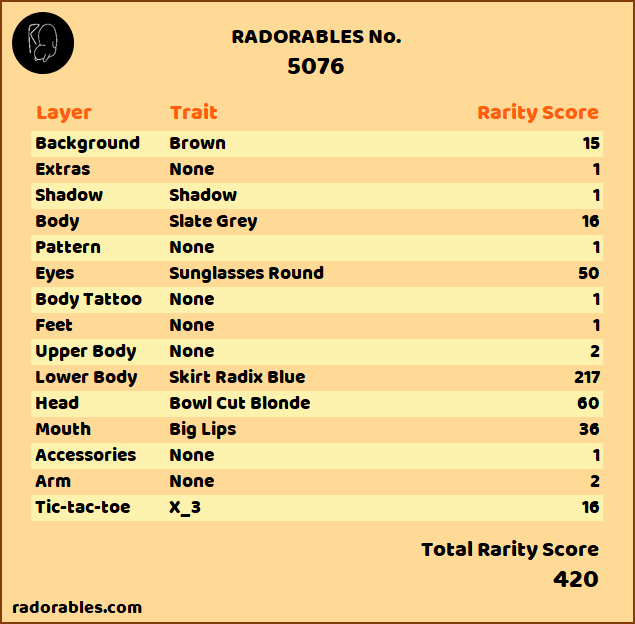 RADORABLES No.
5076
Layer Trait Rarity Score
Background Brown 15
Extras None 1
Shadow Shadow 1
Body Slate Grey 16
Pattern None 1
Eyes Sunglasses Round 50
Body Tattoo None 1
Feet None 1
Upper Body None 2
Lower Body Skirt Radix Blue 217
Head Bowl Cut Blonde 60
Mouth Big Lips 36
Accessories None 1
Arm None 2
Tic-tac-toe X_3 16
Total Rarity Score
420
radorables.com